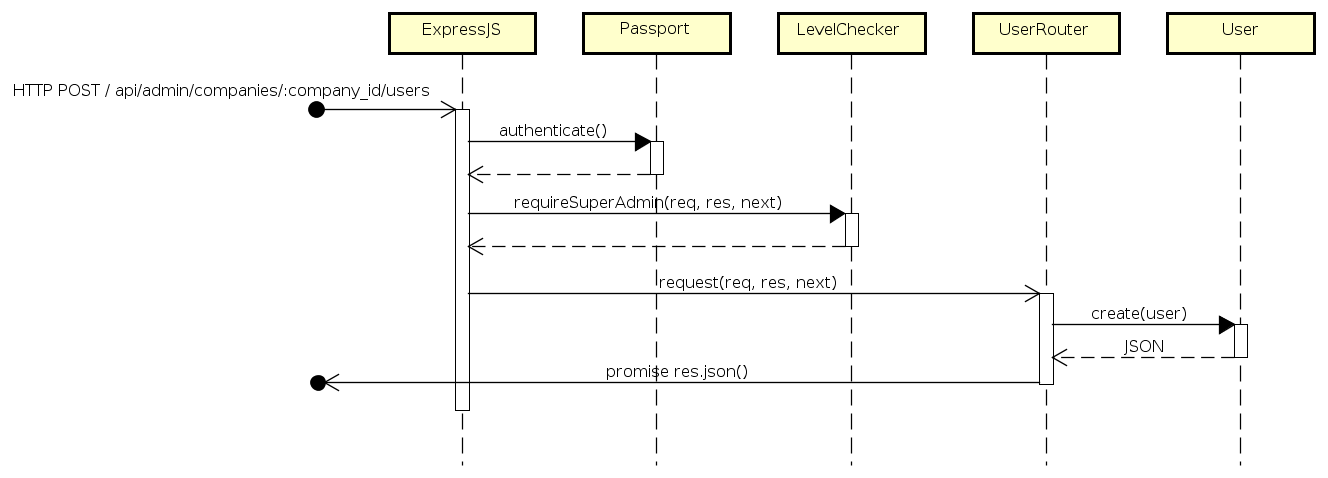 ExpressJS
Passport
LevelChecker
UserRouter
User
HTTP POST / api/admin/companies/:company_id/users
authenticate()
requireSuperAdmin(req, res, next)
request(req, res, next)
create(user)
JSON
promise res.json()